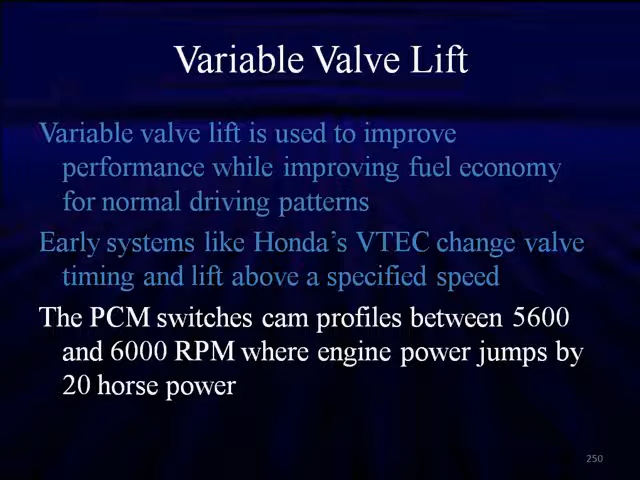 Variable Valve Lift
Variable valve lift is used to improve
performance while improving fuel economy
for normal driving patterns
Early systems like Honda’s VTEC change valve
timing and lift above a specified speed
The PCM switches cam profiles between 5600
and 6000 RPM where engine power jumps by
20 horse power
250